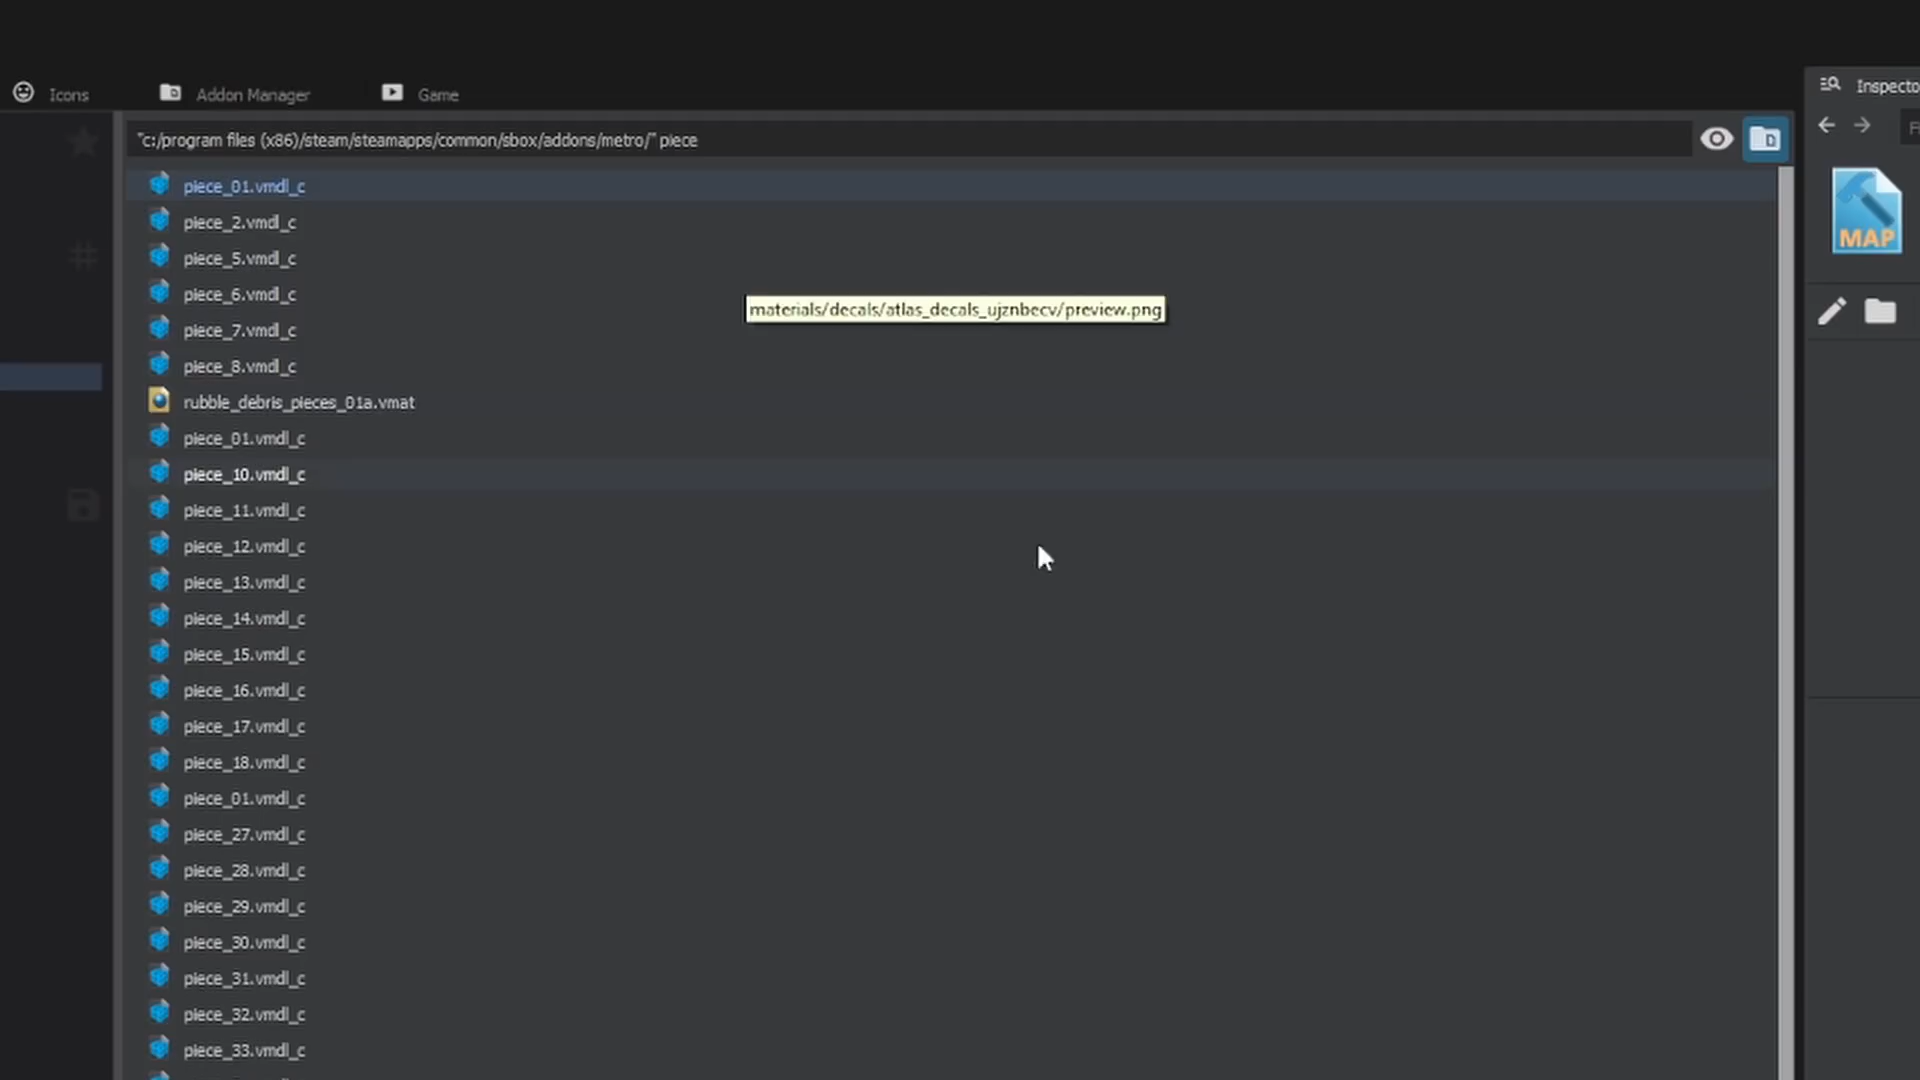 Icons
Addon Manager
Game
Inspecto
"c:/program files (x86)/steam/steamapps/common/sbox/addons/metro/" piece
F
piece_01.vmdl_c
MAP
piece_2.vmdl_c
piece_5.vmdl_c
piece_6.vmdl_c
materials/decals/atlas_decals_ujznbecv/preview.png
piece_7.vmdl_c
piece_8.vmdl_c
rubble_debris_pieces_01a.vmat
piece_01.vmdl_c
piece_10.vmdl_c
piece_11.vmdl_c
piece_12.vmdl_c
piece_13.vmdl_c
piece_14.vmdl_c
piece_15.vmdl_c
piece_16.vmdl_c
piece_17.vmdl_c
piece_18.vmdl_c
piece_01.vmdl_c
piece_27.vmdl_c
piece_28.vmdl_c
piece_29.vmdl_c
piece_30.vmdl_c
piece_31.vmdl_c
piece_32.vmdl_c
piece_33.vmdl_c